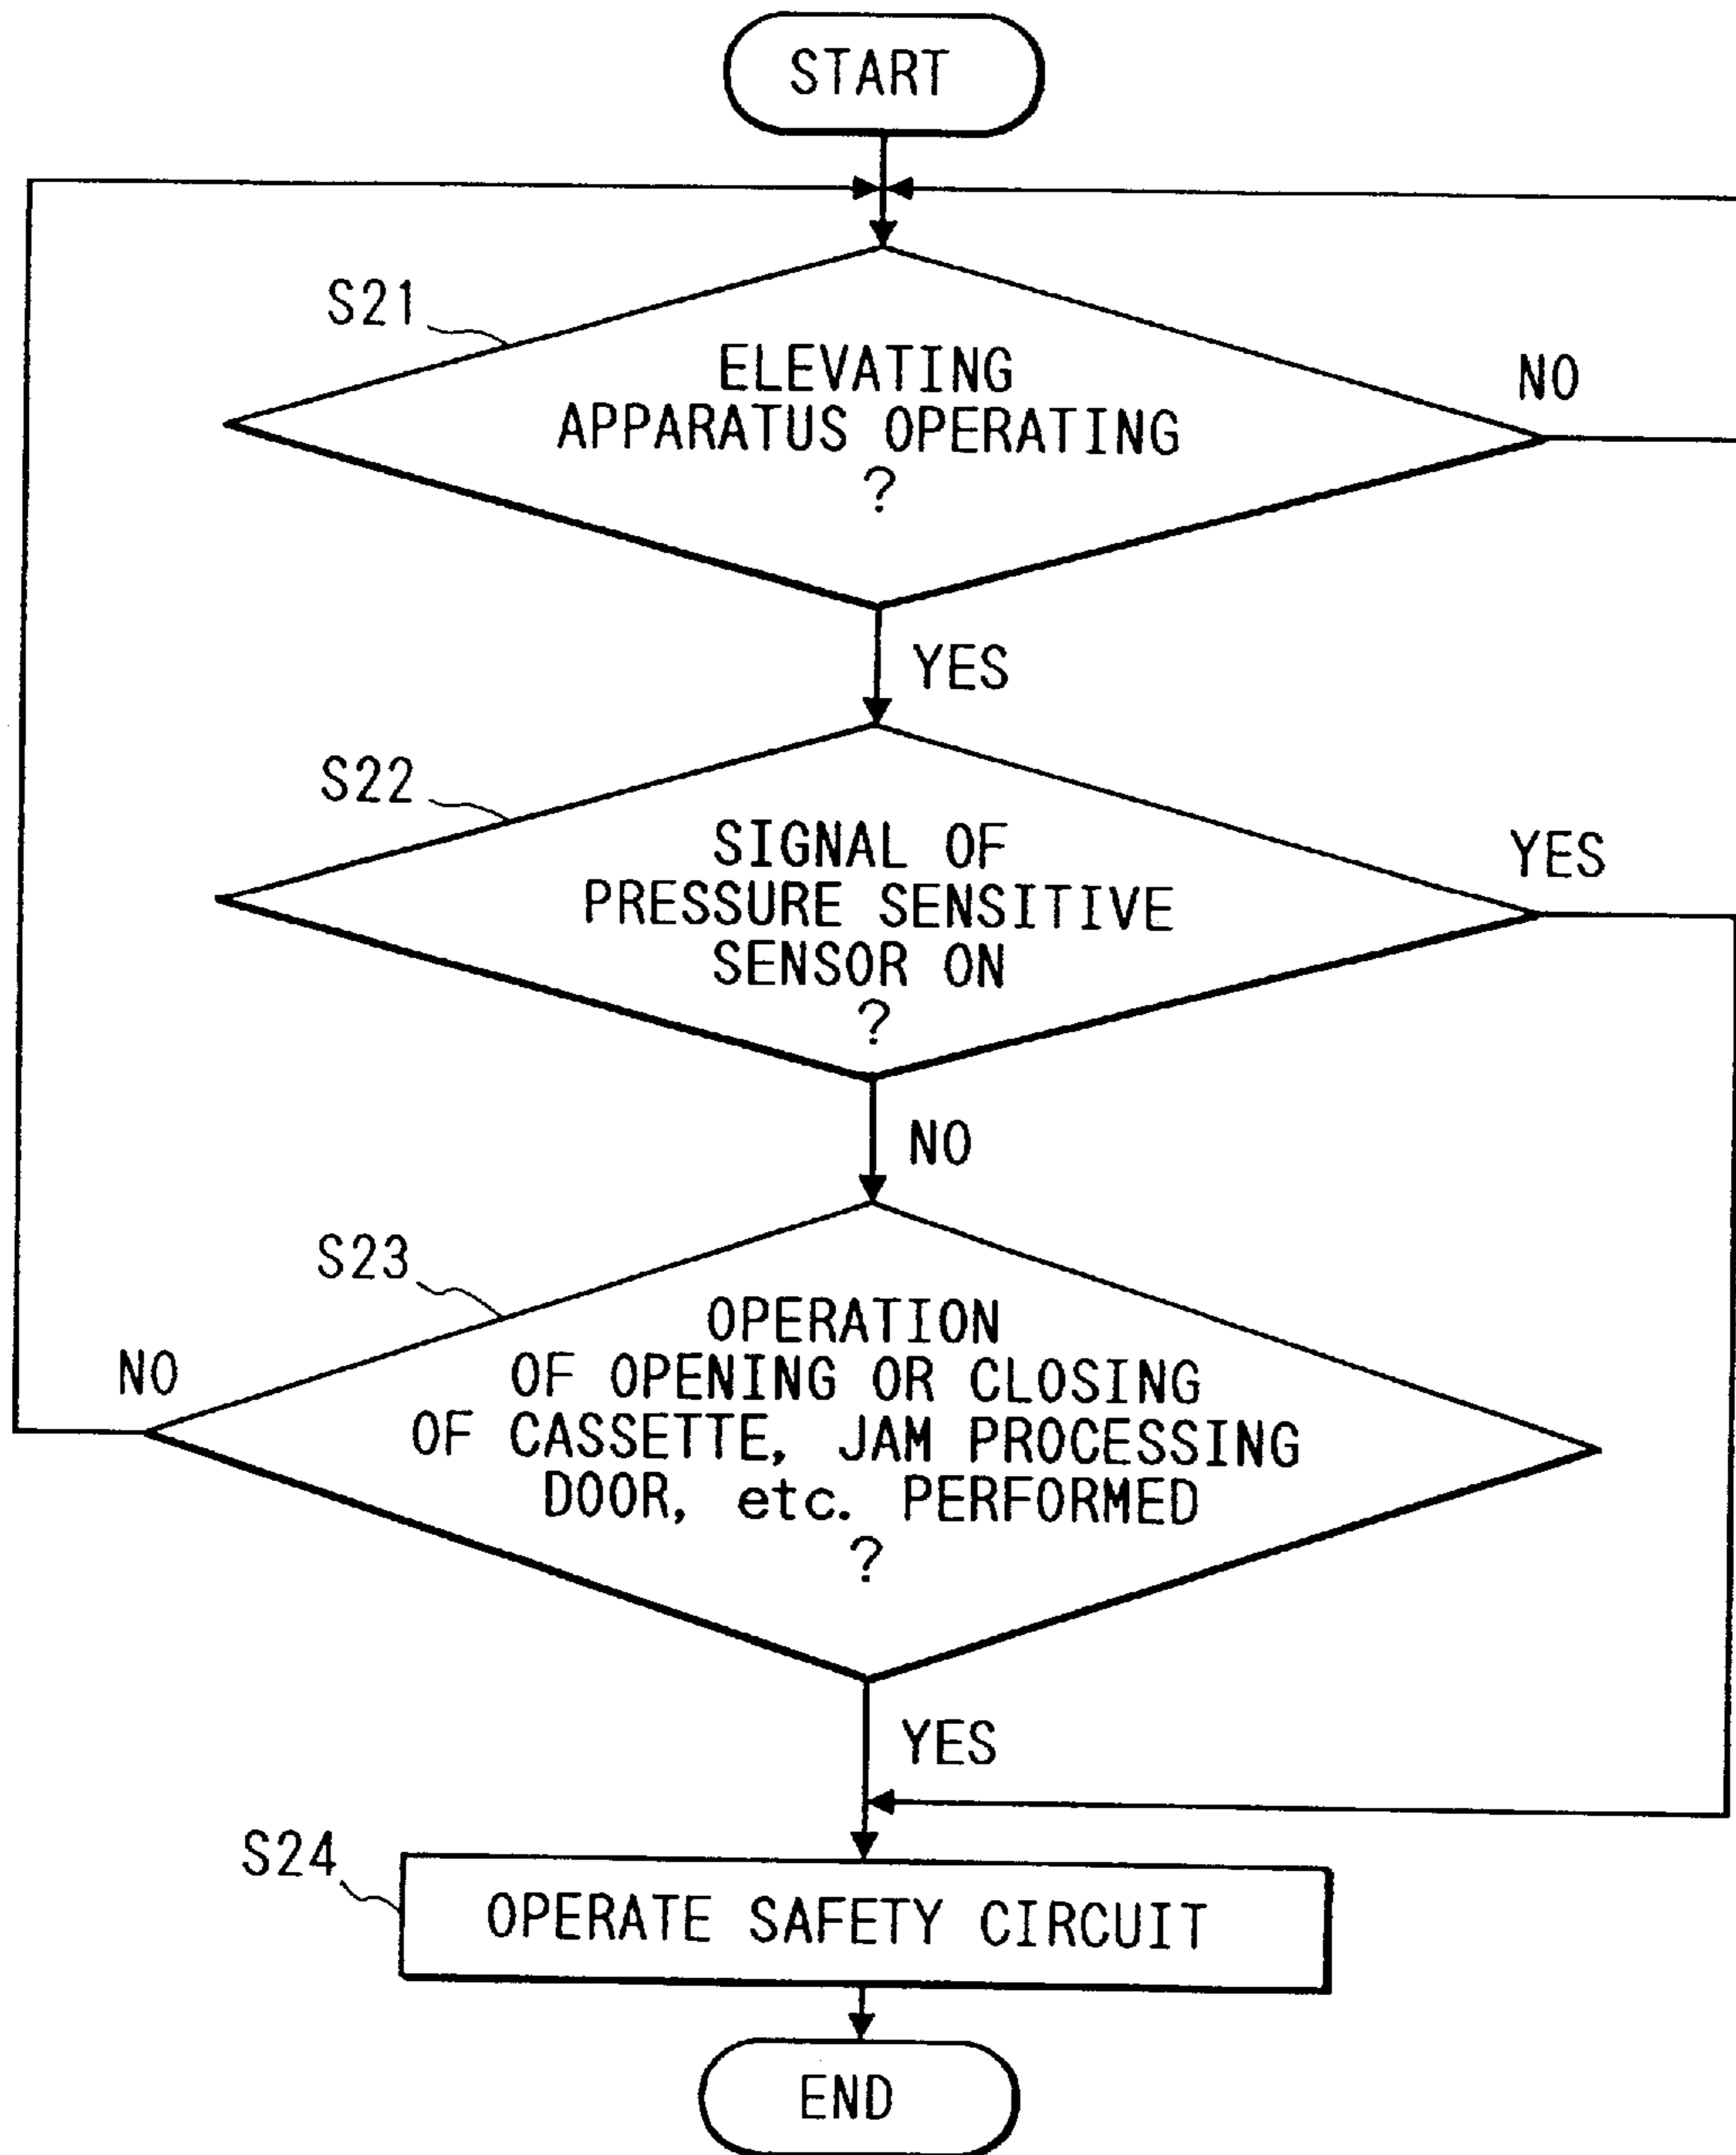 START
S21
ELEVATING
APPARATUS OPERATING
?
NO
YES
S22
SIGNAL OF
PRESSURE SENSITIVE
SENSOR ON
?
YES
NO
S23
OPERATION
OF OPENING OR CLOSING
OF CASSETTE, JAM PROCESSING
DOOR, etc. PERFORMED
?
NO
YES
S24
OPERATE SAFETY CIRCUIT
END